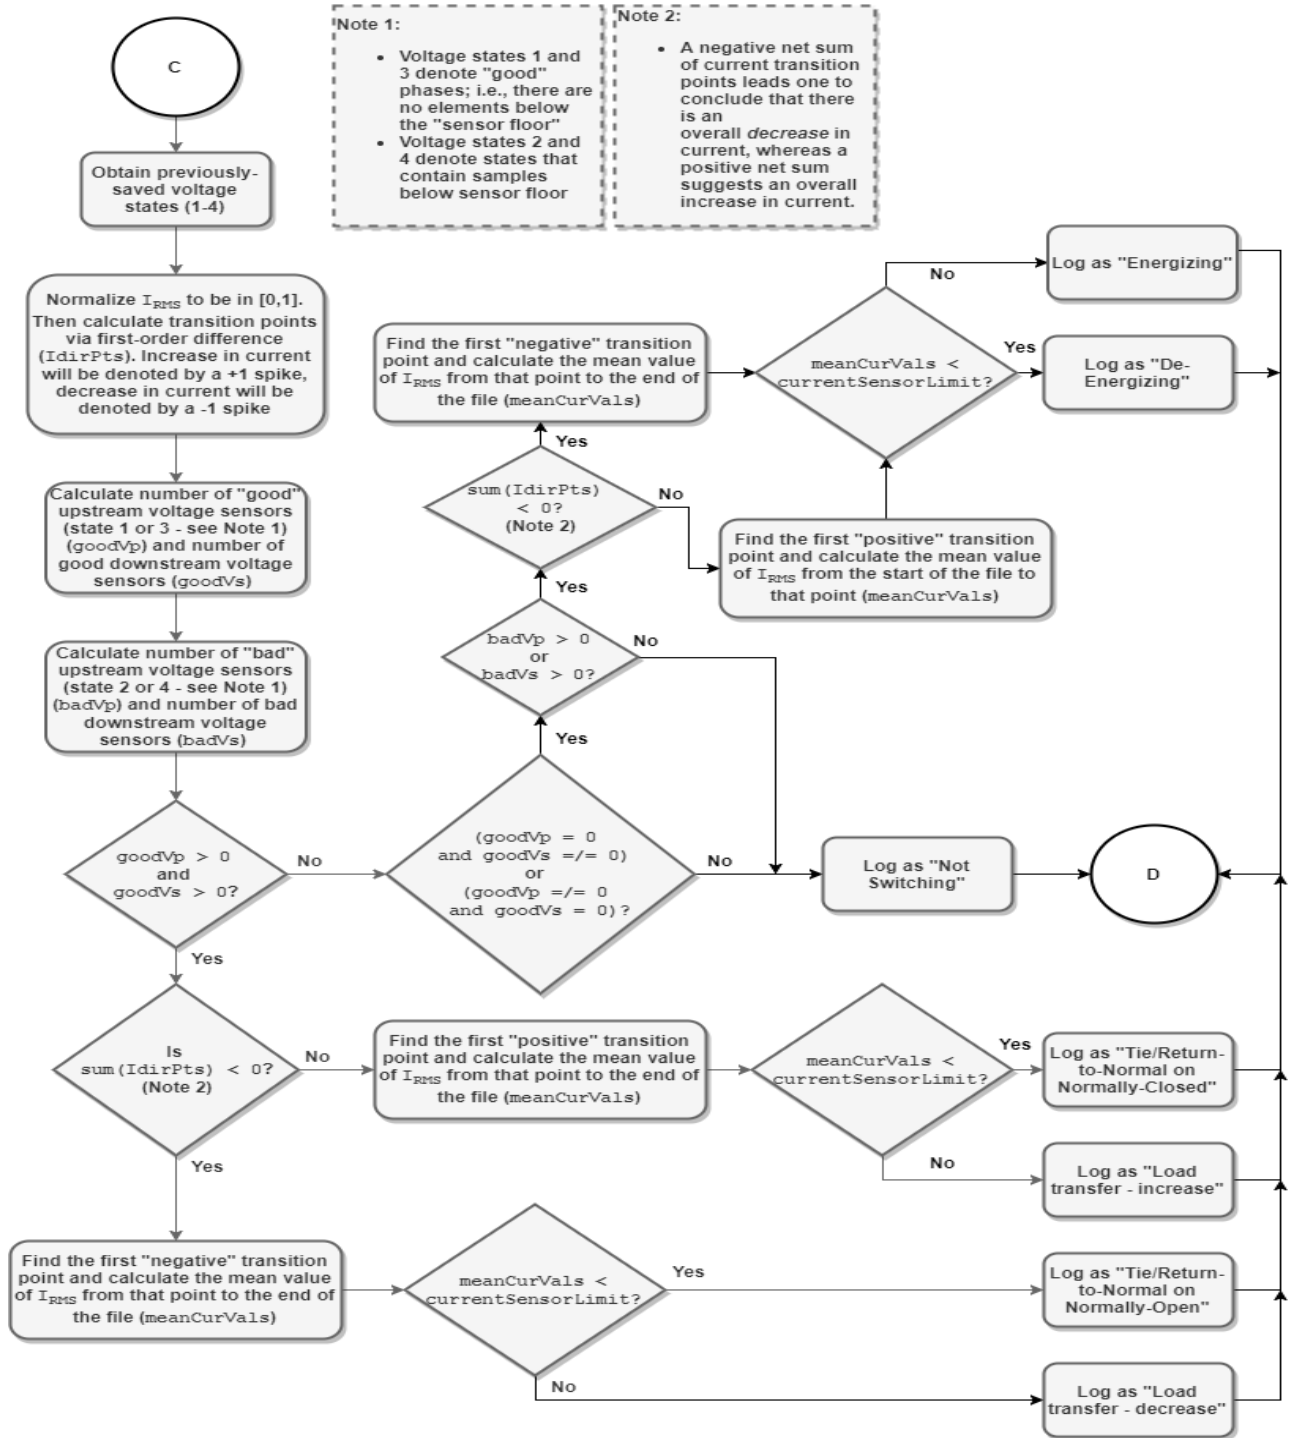 C
Note 1:
• Voltage states 1 and
3 denote "good"
phases; i.e., there are
no elements below
the "sensor floor"
• Voltage states 2 and
4 denote states that
contain samples
below sensor floor
Note 2:
• A negative net sum
of current transition
points leads one to
conclude that there
is an
overall decrease in
current, whereas a
positive net sum
suggests an overall
increase in current.
Obtain previously-
saved voltage
states (1-4)
Normalize IRMS to be in [0,1].
Then calculate transition points
via first-order difference
(IdirPts). Increase in current
will be denoted by a +1 spike,
decrease in current will be
denoted by a -1 spike
Calculate number of "good"
upstream voltage sensors
(state 1 or 3 - see Note 1)
(goodVp) and number of
good downstream voltage
sensors (goodVs)
Calculate number of "bad"
upstream voltage sensors
(state 2 or 4 - see Note 1)
(badVp) and number of bad
downstream voltage
sensors (badVs)
goodVp > 0
and
goodVs > 0?
No
Yes
(goodVp = 0
and goodVs =/= 0)
or
(goodVp =/= 0
and goodVs = 0)?
No
Yes
badVp > 0
or
badVs > 0?
No
Yes
sum(IdirPts)
< 0?
(Note 2)
No
Yes
Find the first "negative" transition
point and calculate the mean value
of IRMS from that point to the end of
the file (meanCurVals)
Find the first "positive" transition
point and calculate the mean value
of IRMS from the start of the file to
that point (meanCurVals)
meanCurVals <
currentSensorLimit?
No
Yes
Log as "Energizing"
Log as "De-
Energizing"
Log as "Not
Switching"
D
Is
sum(IdirPts) < 0?
(Note 2)
No
Yes
Find the first "positive" transition
point and calculate the mean value
of IRMS from that point to the end of
the file (meanCurVals)
meanCurVals <
currentSensorLimit?
Yes
No
Log as "Tie/Return-
to-Normal on
Normally-Closed"
Log as "Load
transfer - increase"
Find the first "negative" transition
point and calculate the mean value
of IRMS from that point to the end of
the file (meanCurVals)
meanCurVals <
currentSensorLimit?
Yes
No
Log as "Tie/Return-
to-Normal on
Normally-Open"
Log as "Load
transfer - decrease"